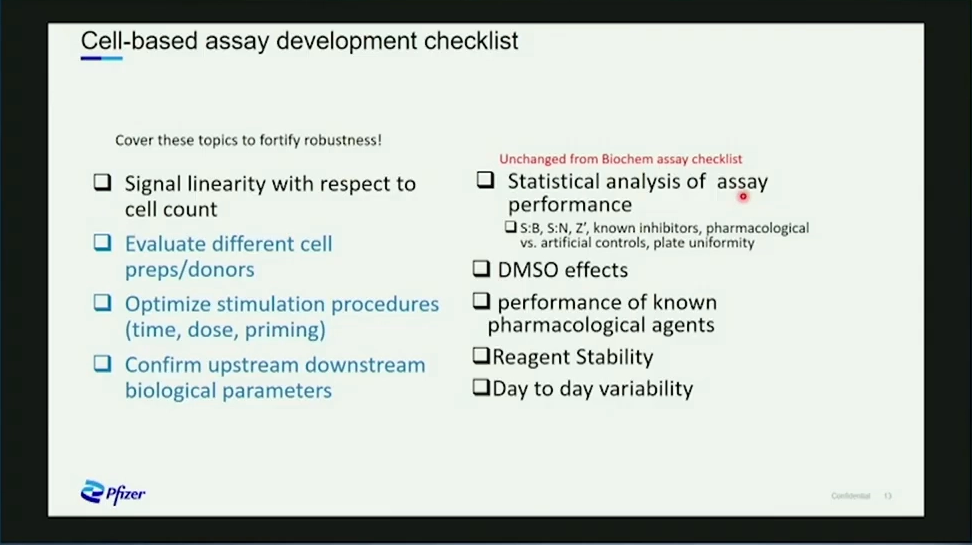 Cell-based assay development checklist
Cover these topics to fortify robustness!
Signal linearity with respect to
cell count
Evaluate different cell
preps/donors
Optimize stimulation procedures
(time, dose, priming)
Confirm upstream downstream
biological parameters
Unchanged from Biochem assay checklist
Statistical analysis of assay
performance
S:B, S:N, Z', known inhibitors, pharmacological
vs. artificial controls, plate uniformity
DMSO effects
performance of known
pharmacological agents
Reagent Stability
Day to day variability
Pfizer
Confidential 13